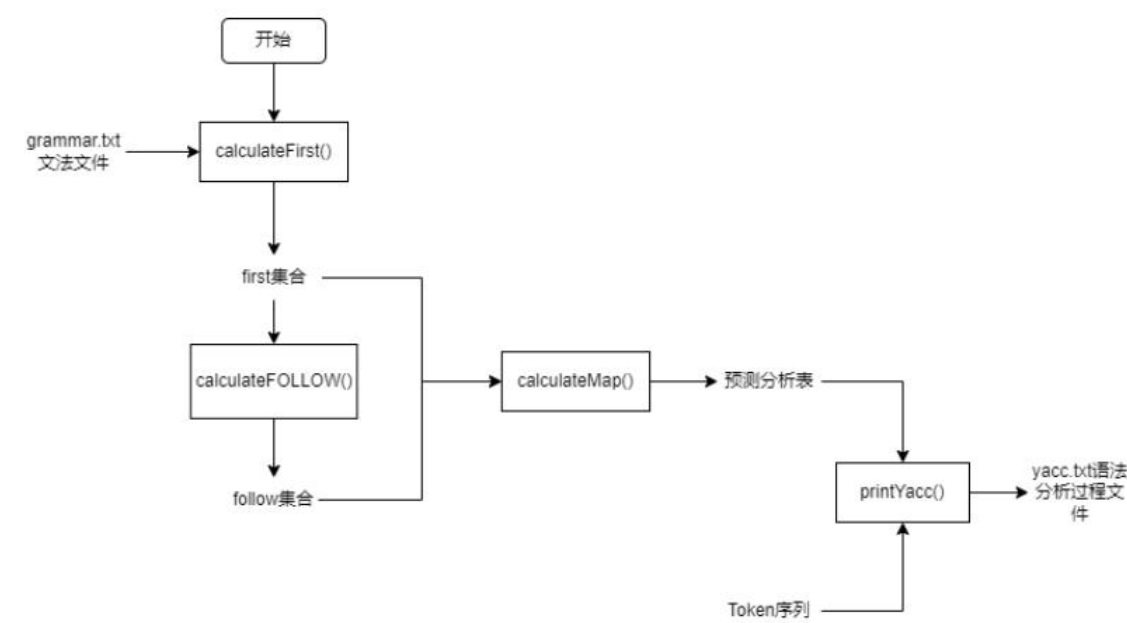 开始
grammar.txt
文法文件
calculateFirst()
first集合
calculateFOLLOW()
calculateMap()
预测分析表
follow集合
printYacc()
yacc.txt语法
分析过程文
件
Token序列